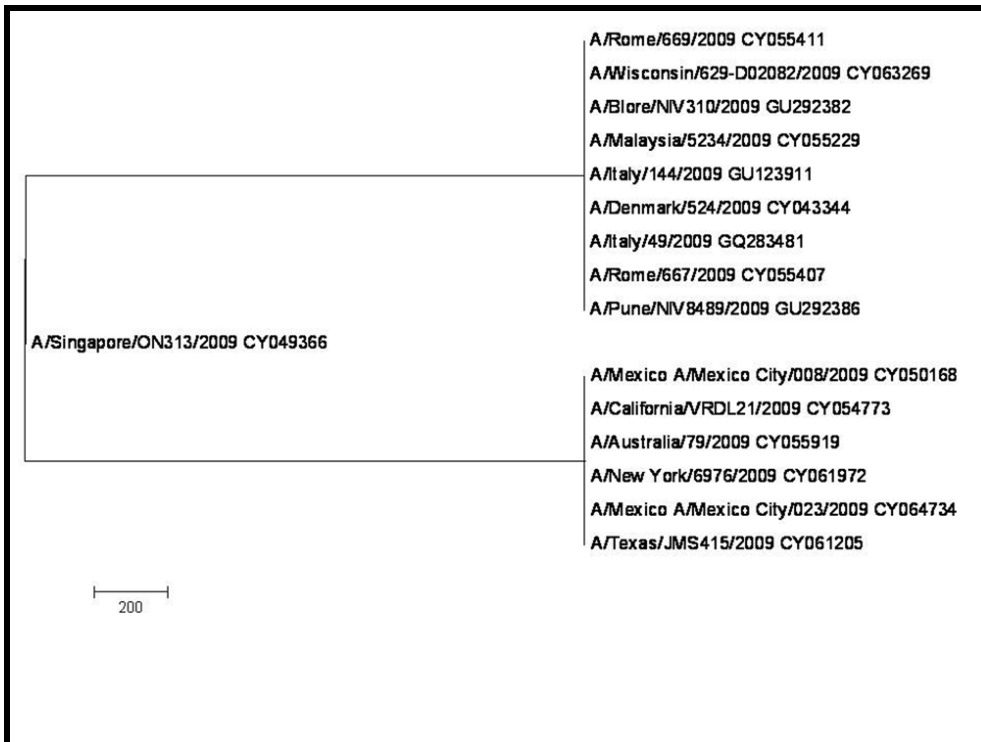 A/Rome/669/2009 CY055411
A/Wisconsin/629-D02082/2009 CY063269
A/Blore/NIV310/2009 GU292382
A/Malaysia/5234/2009 CY055229
A/Italy/144/2009 GU123911
A/Denmark/524/2009 CY043344
A/Italy/49/2009 GQ283481
A/Rome/667/2009 CY055407
A/Pune/NIV8489/2009 GU292386
A/Singapore/ON313/2009 CY049366
A/Mexico A/Mexico City/008/2009 CY050168
A/California/VRDL21/2009 CY054773
A/Australia/79/2009 CY055919
A/New York/6976/2009 CY061972
A/Mexico A/Mexico City/023/2009 CY064734
A/Texas/JMS415/2009 CY061205
200